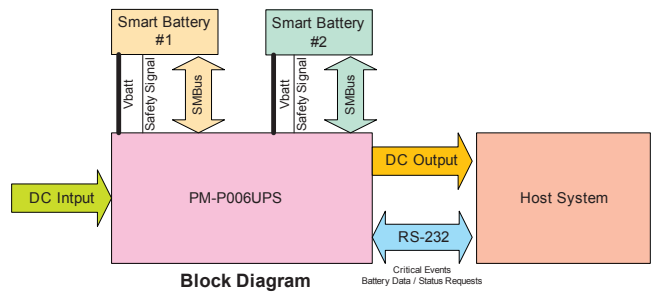 Smart Battery
#1
Smart Battery
#2
Vbatt
Safety Signal
SMBus
Vbatt
Safety Signal
SMBus
DC Intput
PM-P006UPS
DC Output
RS-232
Host System
Critical Events
Battery Data / Status Requests
Block Diagram